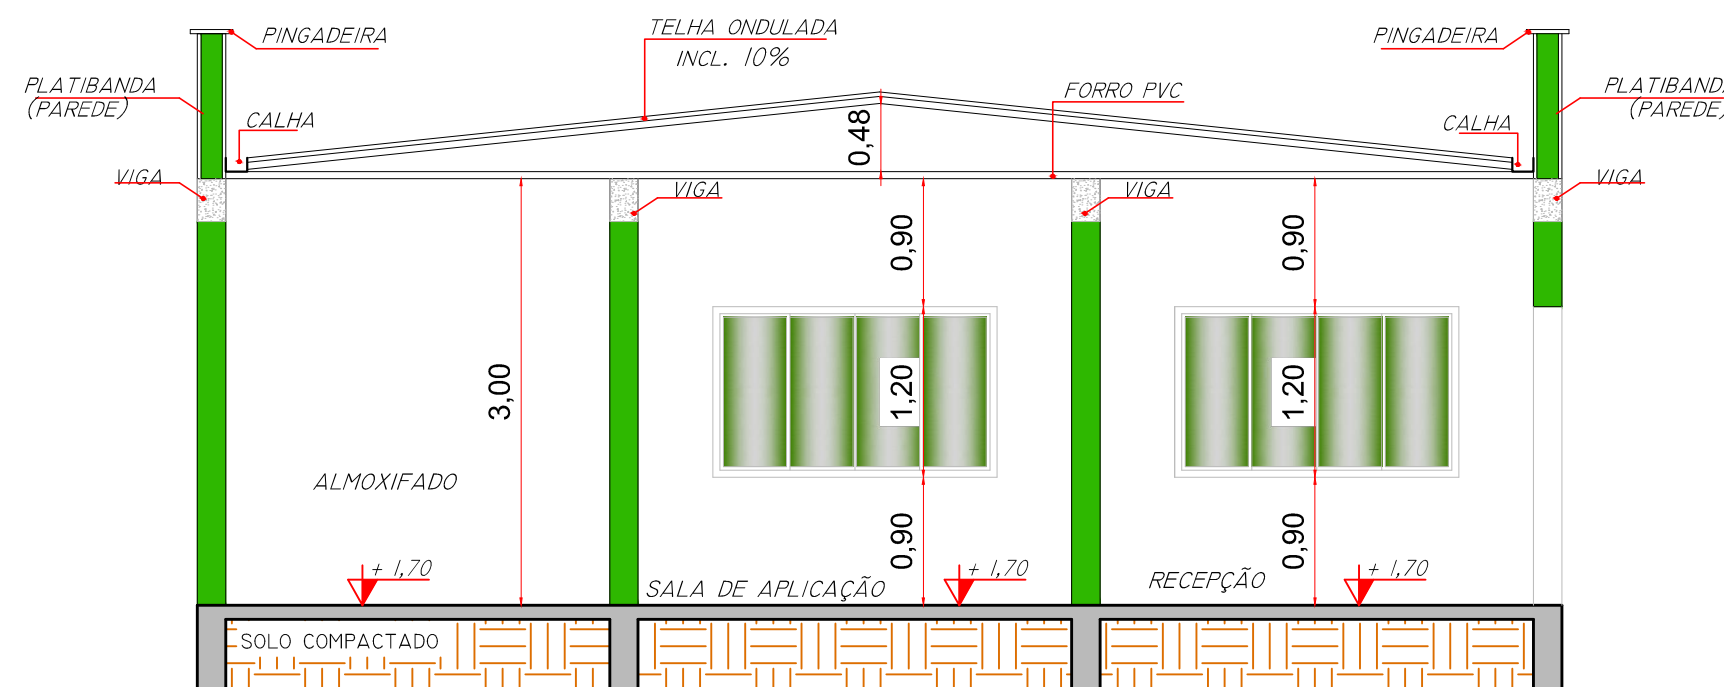 TELHA ONDULADA
INCL. 10%
PINGADEIRA
PINGADEIRA
PLATIBANDA
(PAREDE)
PLATIBANDA
(PAREDE)
FORRO PVC
CALHA
0,48
CALHA
VIGA
VIGA
VIGA
VIGA
0,90
0,90
3,00
1,20
1,20
ALMOXIFADO
0,90
0,90
+ 1,70
+ 1,70
+ 1,70
SALA DE APLICAÇÃO
RECEPÇÃO
SOLO COMPACTADO